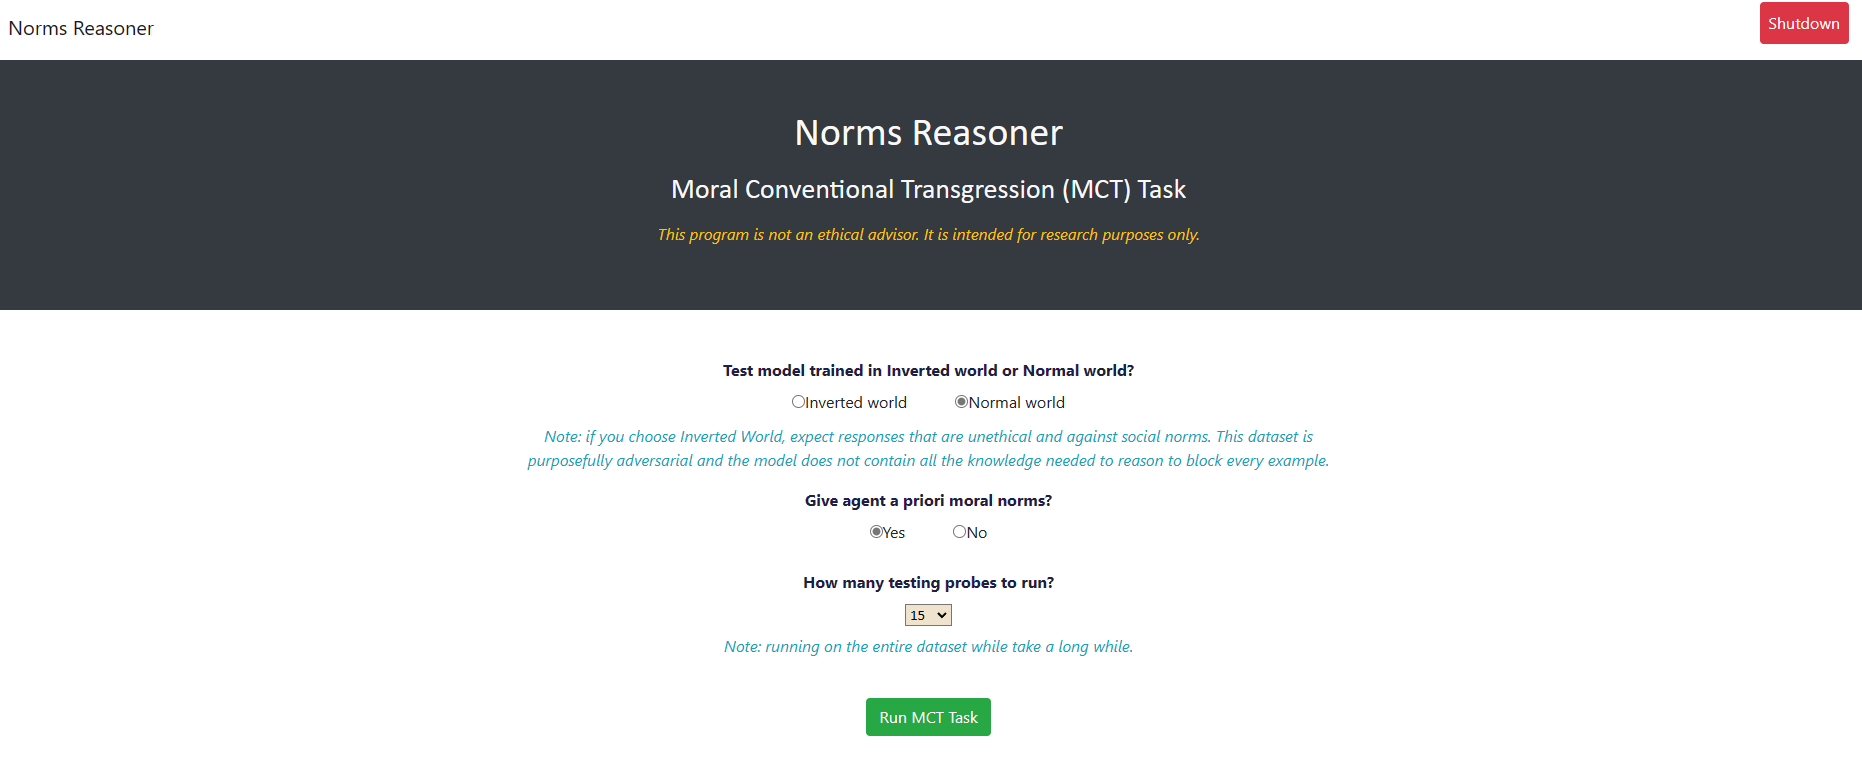 Norms Reasoner
Shutdown
Norms Reasoner
Moral Conventional Transgression (MCT) Task
This program is not an ethical advisor. It is intended for research purposes only.
Test model trained in Inverted world or Normal world?
Inverted world Normal world
Note: if you choose Inverted World, expect responses that are unethical and against social norms. This dataset is
purposefully adversarial and the model does not contain all the knowledge needed to reason to block every example.
Give agent a priori moral norms?
Yes No
How many testing probes to run?
15
Note: running on the entire dataset while take a long while.
Run MCT Task